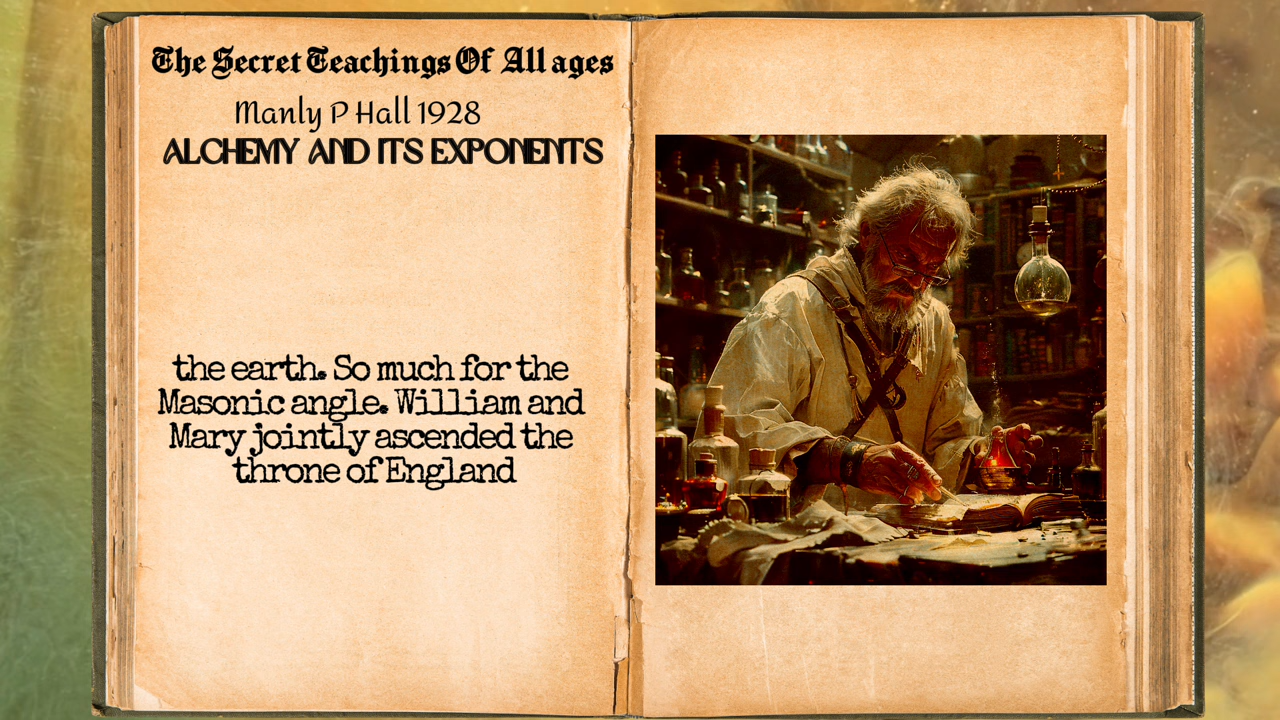 The Secret Teachings Of All ages
Manly P Hall 1928
ALCHEMY AND ITS EXPONENTS
the earth. So much for the
Masonic angle. William and
Mary jointly ascended the
throne of England